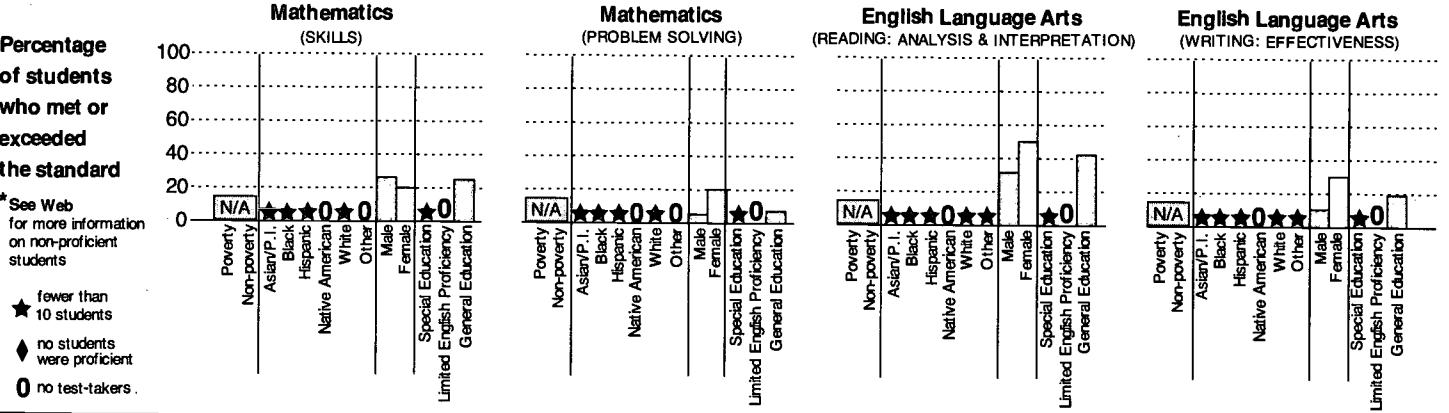 Mathematics
(SKILLS)
Mathematics
(PROBLEM SOLVING)
English Language Arts
(READING: ANALYSIS & INTERPRETATION)
English Language Arts
(WRITING: EFFECTIVENESS)
Percentage
of students
who met or
exceeded
the standard
*See Web
for more information
on non-proficient
students
★ fewer than
10 students
♦ no students
were proficient
0 no test-takers.
100
80
60
40
20
0
N/A ★ ★ ★ 0 ★ 0 ★ 0
Poverty
Non-poverty
Asian/P.I.
Black
Hispanic
Native American
White
Other
Male
Female
Special Education
Limited English Proficiency
General Education
N/A ★ ★ ★ 0 ★ 0 ★ 0
Poverty
Non-poverty
Asian/P.I.
Black
Hispanic
Native American
White
Other
Male
Female
Special Education
Limited English Proficiency
General Education
N/A ★ ★ ★ 0 ★ ★ ★ 0
Poverty
Non-poverty
Asian/P.I.
Black
Hispanic
Native American
White
Other
Male
Female
Special Education
Limited English Proficiency
General Education
N/A ★ ★ ★ 0 ★ ★ ★ 0
Poverty
Non-poverty
Asian/P.I.
Black
Hispanic
Native American
White
Other
Male
Female
Special Education
Limited English Proficiency
General Education